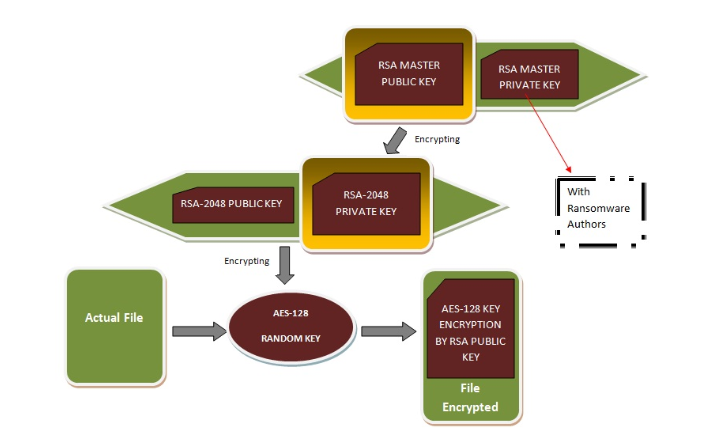 RSA MASTER
PUBLIC KEY
RSA MASTER
PRIVATE KEY
Encrypting
RSA-2048 PUBLIC KEY
RSA-2048
PRIVATE KEY
With
Ransomware
Authors
Encrypting
Actual File
AES-128
RANDOM KEY
AES-128 KEY
ENCRYPTION
BY RSA PUBLIC
KEY
File
Encrypted